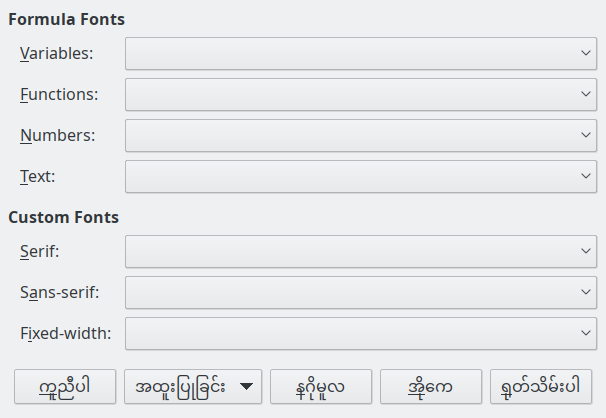 Formula Fonts
Variables:
Functions:
Numbers:
Text:
Custom Fonts
Serif:
Sans-serif:
Fixed-width:
ကူညီပါ အထူးပြုခြင်း နဂိုမူလ အိုကေ ရုတ်သိမ်းပါ